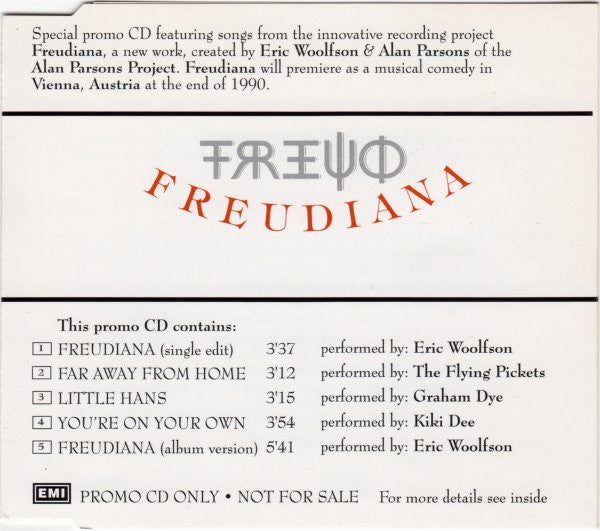 Special promo CD featuring songs from the innovative recording project
Freudiana, a new work, created by Eric Woolfson & Alan Parsons of the
Alan Parsons Project. Freudiana will premiere as a musical comedy in
Vienna, Austria at the end of 1990.
FREUD
FREUDIANA
This promo CD contains:
1 FREUDIANA (single edit) 3'37 performed by: Eric Woolfson
2 FAR AWAY FROM HOME 3'12 performed by: The Flying Pickets
3 LITTLE HANS 3'15 performed by: Graham Dye
4 YOU'RE ON YOUR OWN 3'54 performed by: Kiki Dee
5 FREUDIANA (album version) 5'41 performed by: Eric Woolfson
EMI PROMO CD ONLY • NOT FOR SALE For more details see inside